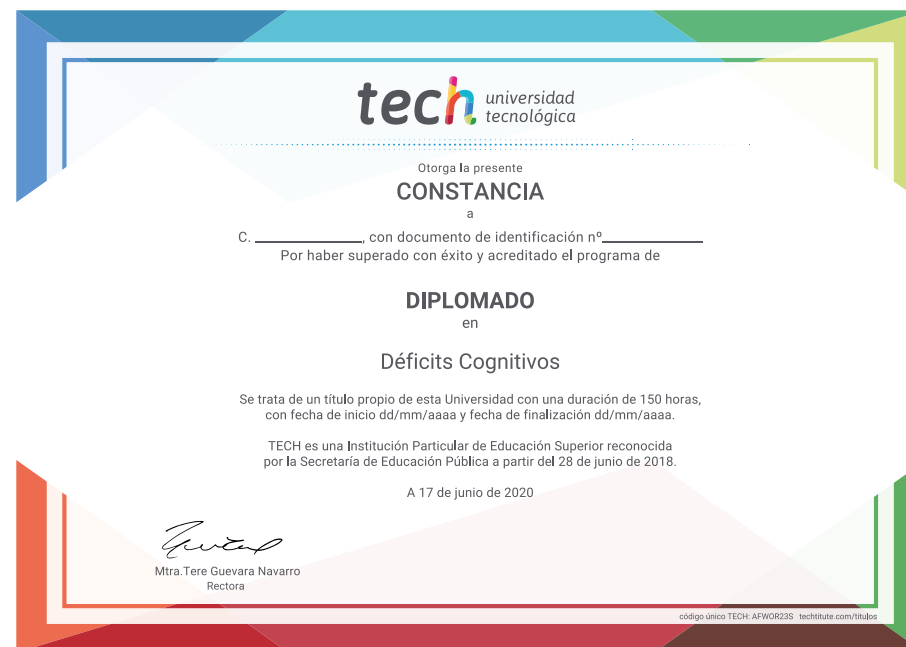 tech universidad
tecnológica
Otorga la presente
CONSTANCIA
a
C. ______________, con documento de identificación nº_____________
Por haber superado con éxito y acreditado el programa de
DIPLOMADO
en
Déficits Cognitivos
Se trata de un título propio de esta Universidad con una duración de 150 horas,
con fecha de inicio dd/mm/aaaa y fecha de finalización dd/mm/aaaa.
TECH es una Institución Particular de Educación Superior reconocida
por la Secretaría de Educación Pública a partir del 28 de junio de 2018.
A 17 de junio de 2020
Mtra.Tere Guevara Navarro
Rectora
código único TECH: AFWOR23S techtitute.com/titulos